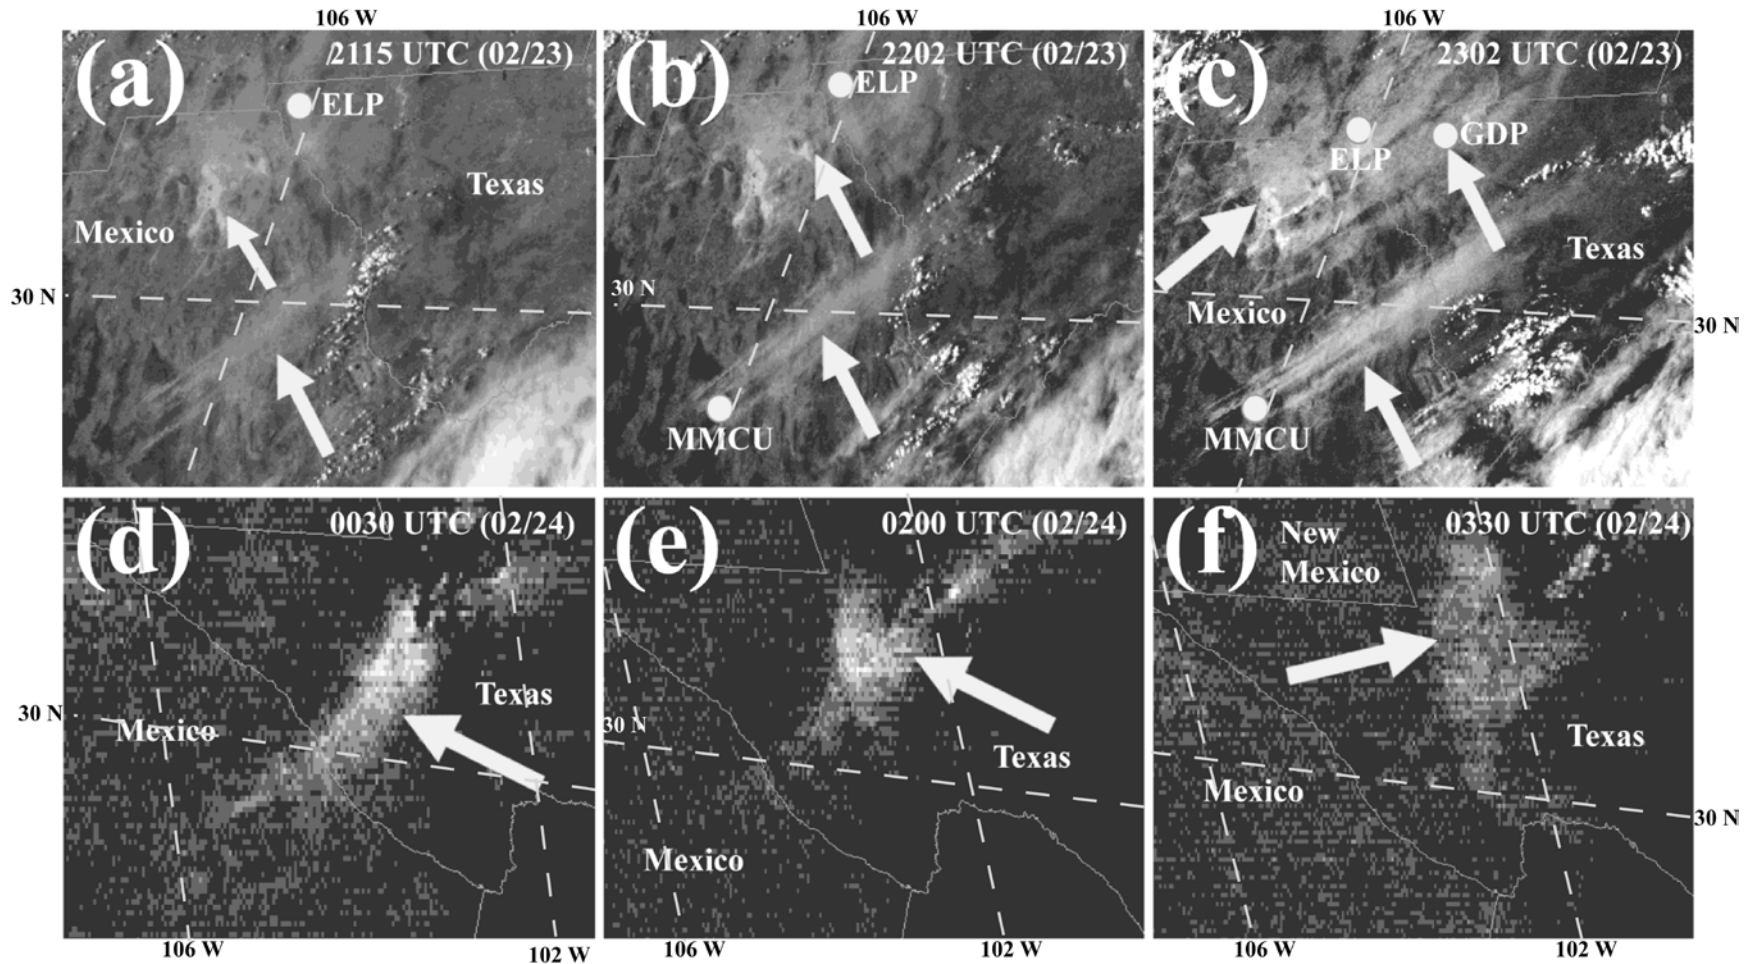 106 W
106 W
106 W
(a)
2115 UTC (02/23)
ELP
Texas
Mexico
30 N
(b)
2202 UTC (02/23)
ELP
30 N
MMCU
(c)
2302 UTC (02/23)
ELP
GDP
Texas
Mexico
30 N
MMCU
(d)
0030 UTC (02/24)
Texas
30 N
Mexico
106 W
102 W
(e)
0200 UTC (02/24)
30 N
Texas
Mexico
106 W
102 W
(f)
0330 UTC (02/24)
New
Mexico
Texas
Mexico
30 N
106 W
102 W